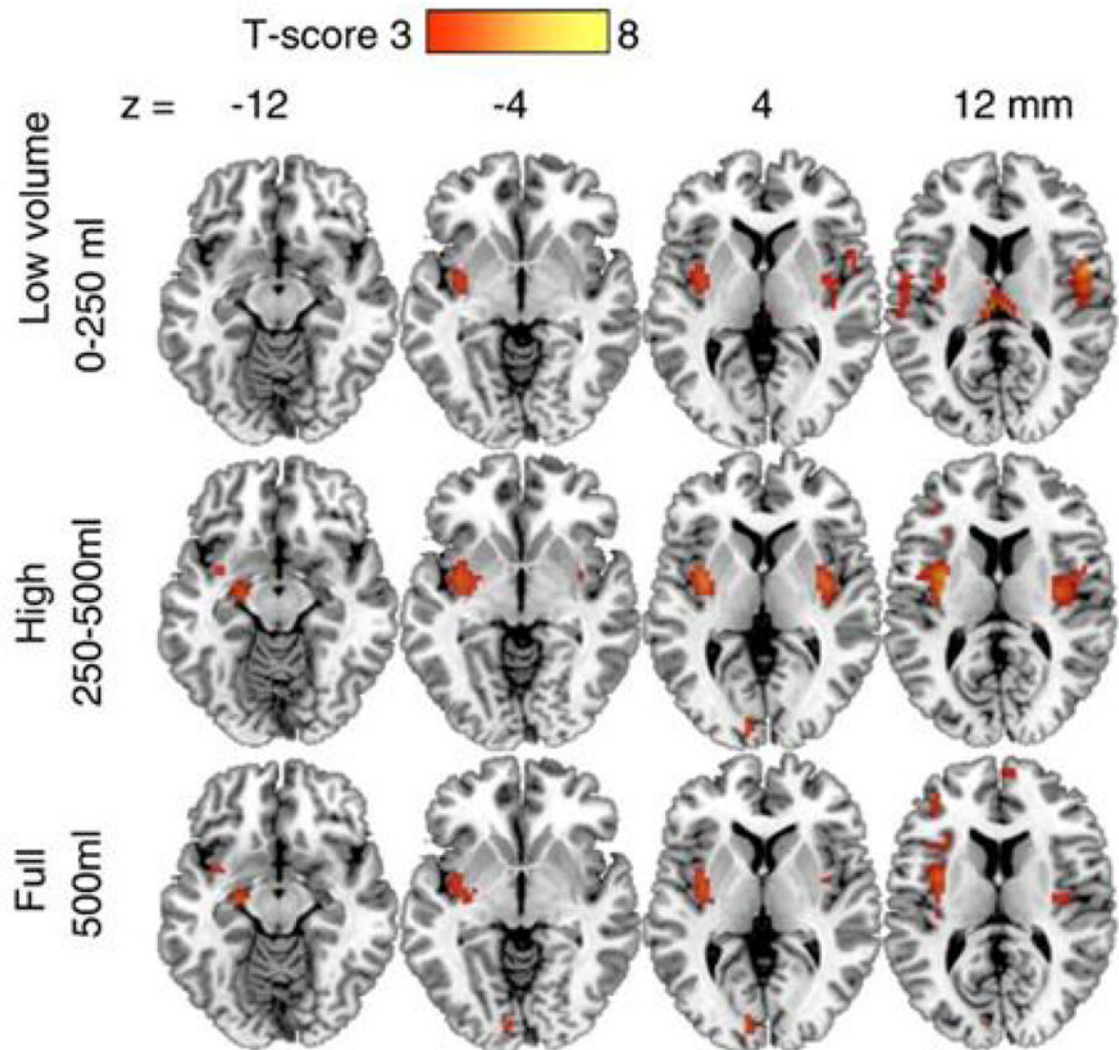 T-score 3 8
z = -12 -4 4 12 mm
Low volume
0-250 ml
High
250-500ml
Full
500ml